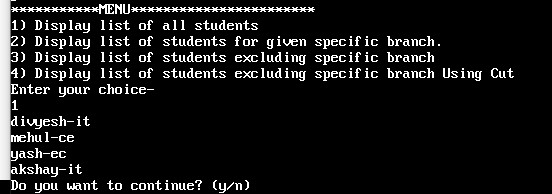 ***********MENU***********************
1) Display list of all students
2) Display list of students for given specific branch.
3) Display list of students excluding specific branch
4) Display list of students excluding specific branch Using Cut
Enter your choice-
1
divyesh-it
mehul-ce
yash-ec
akshay-it
Do you want to continue? (y/n)